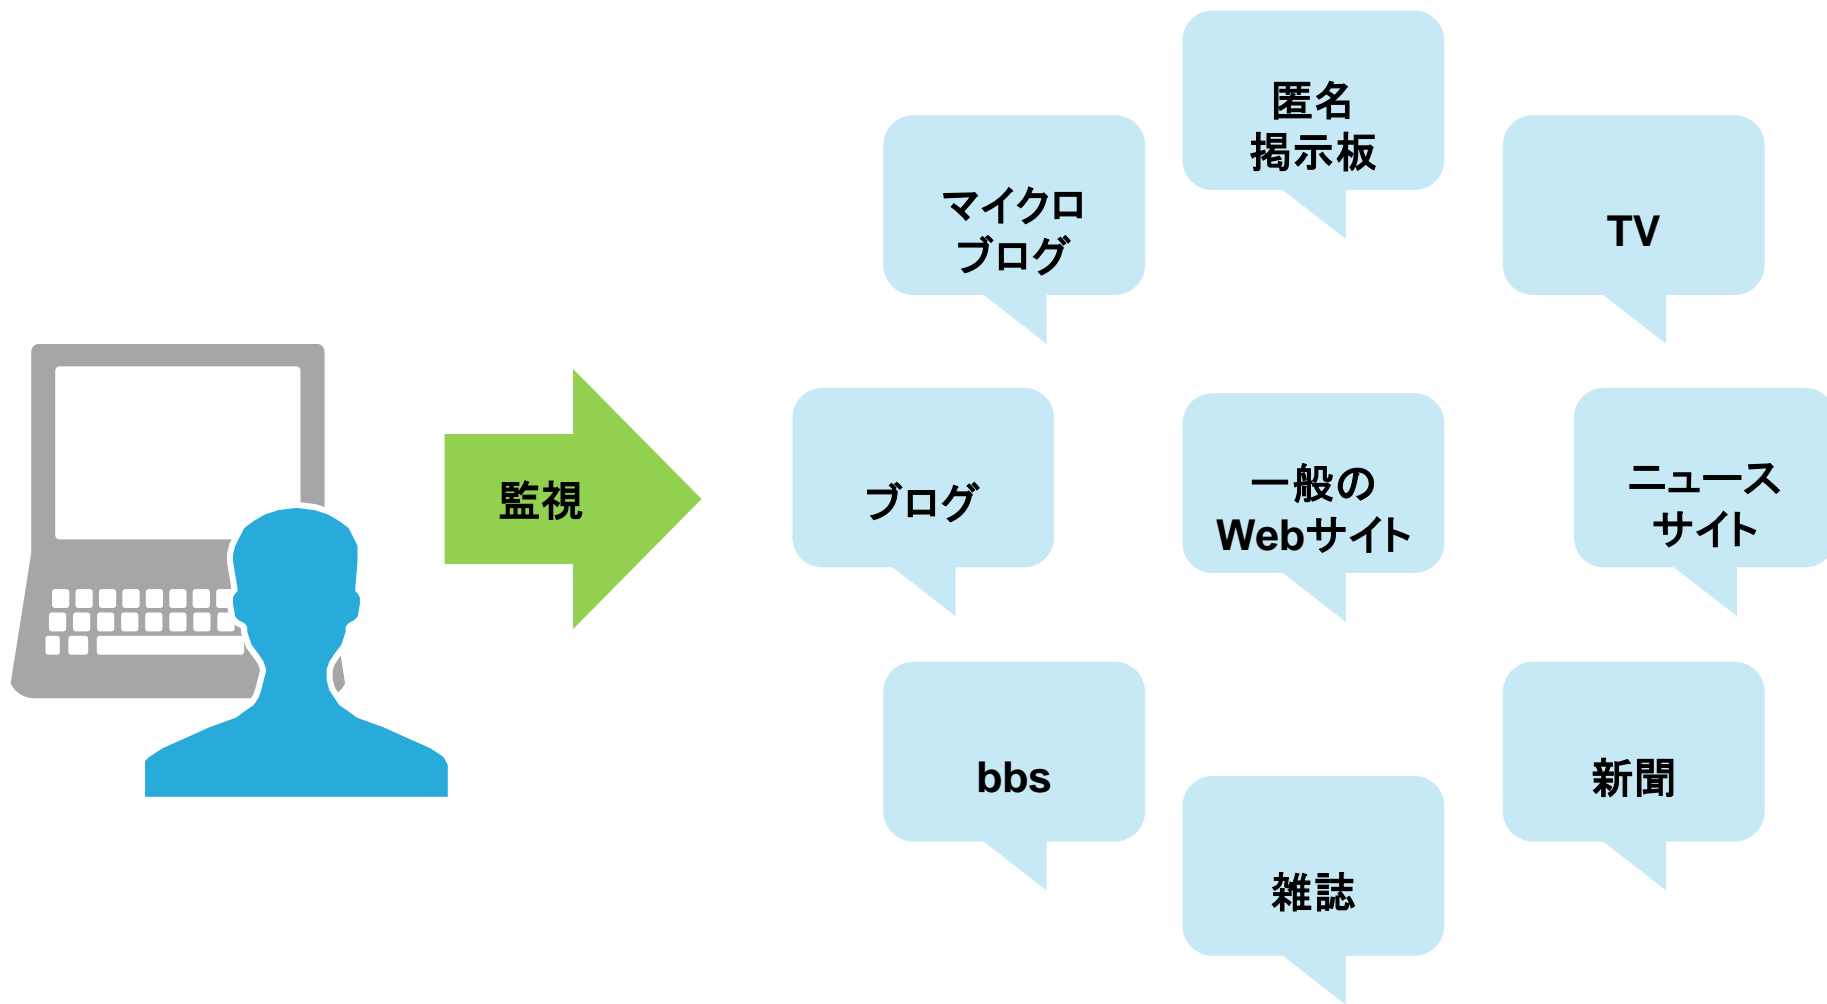 匿名
掲示板
マイクロ
ブログ
TV
監視
ブログ
一般の
Webサイト
ニュース
サイト
bbs
新聞
雑誌